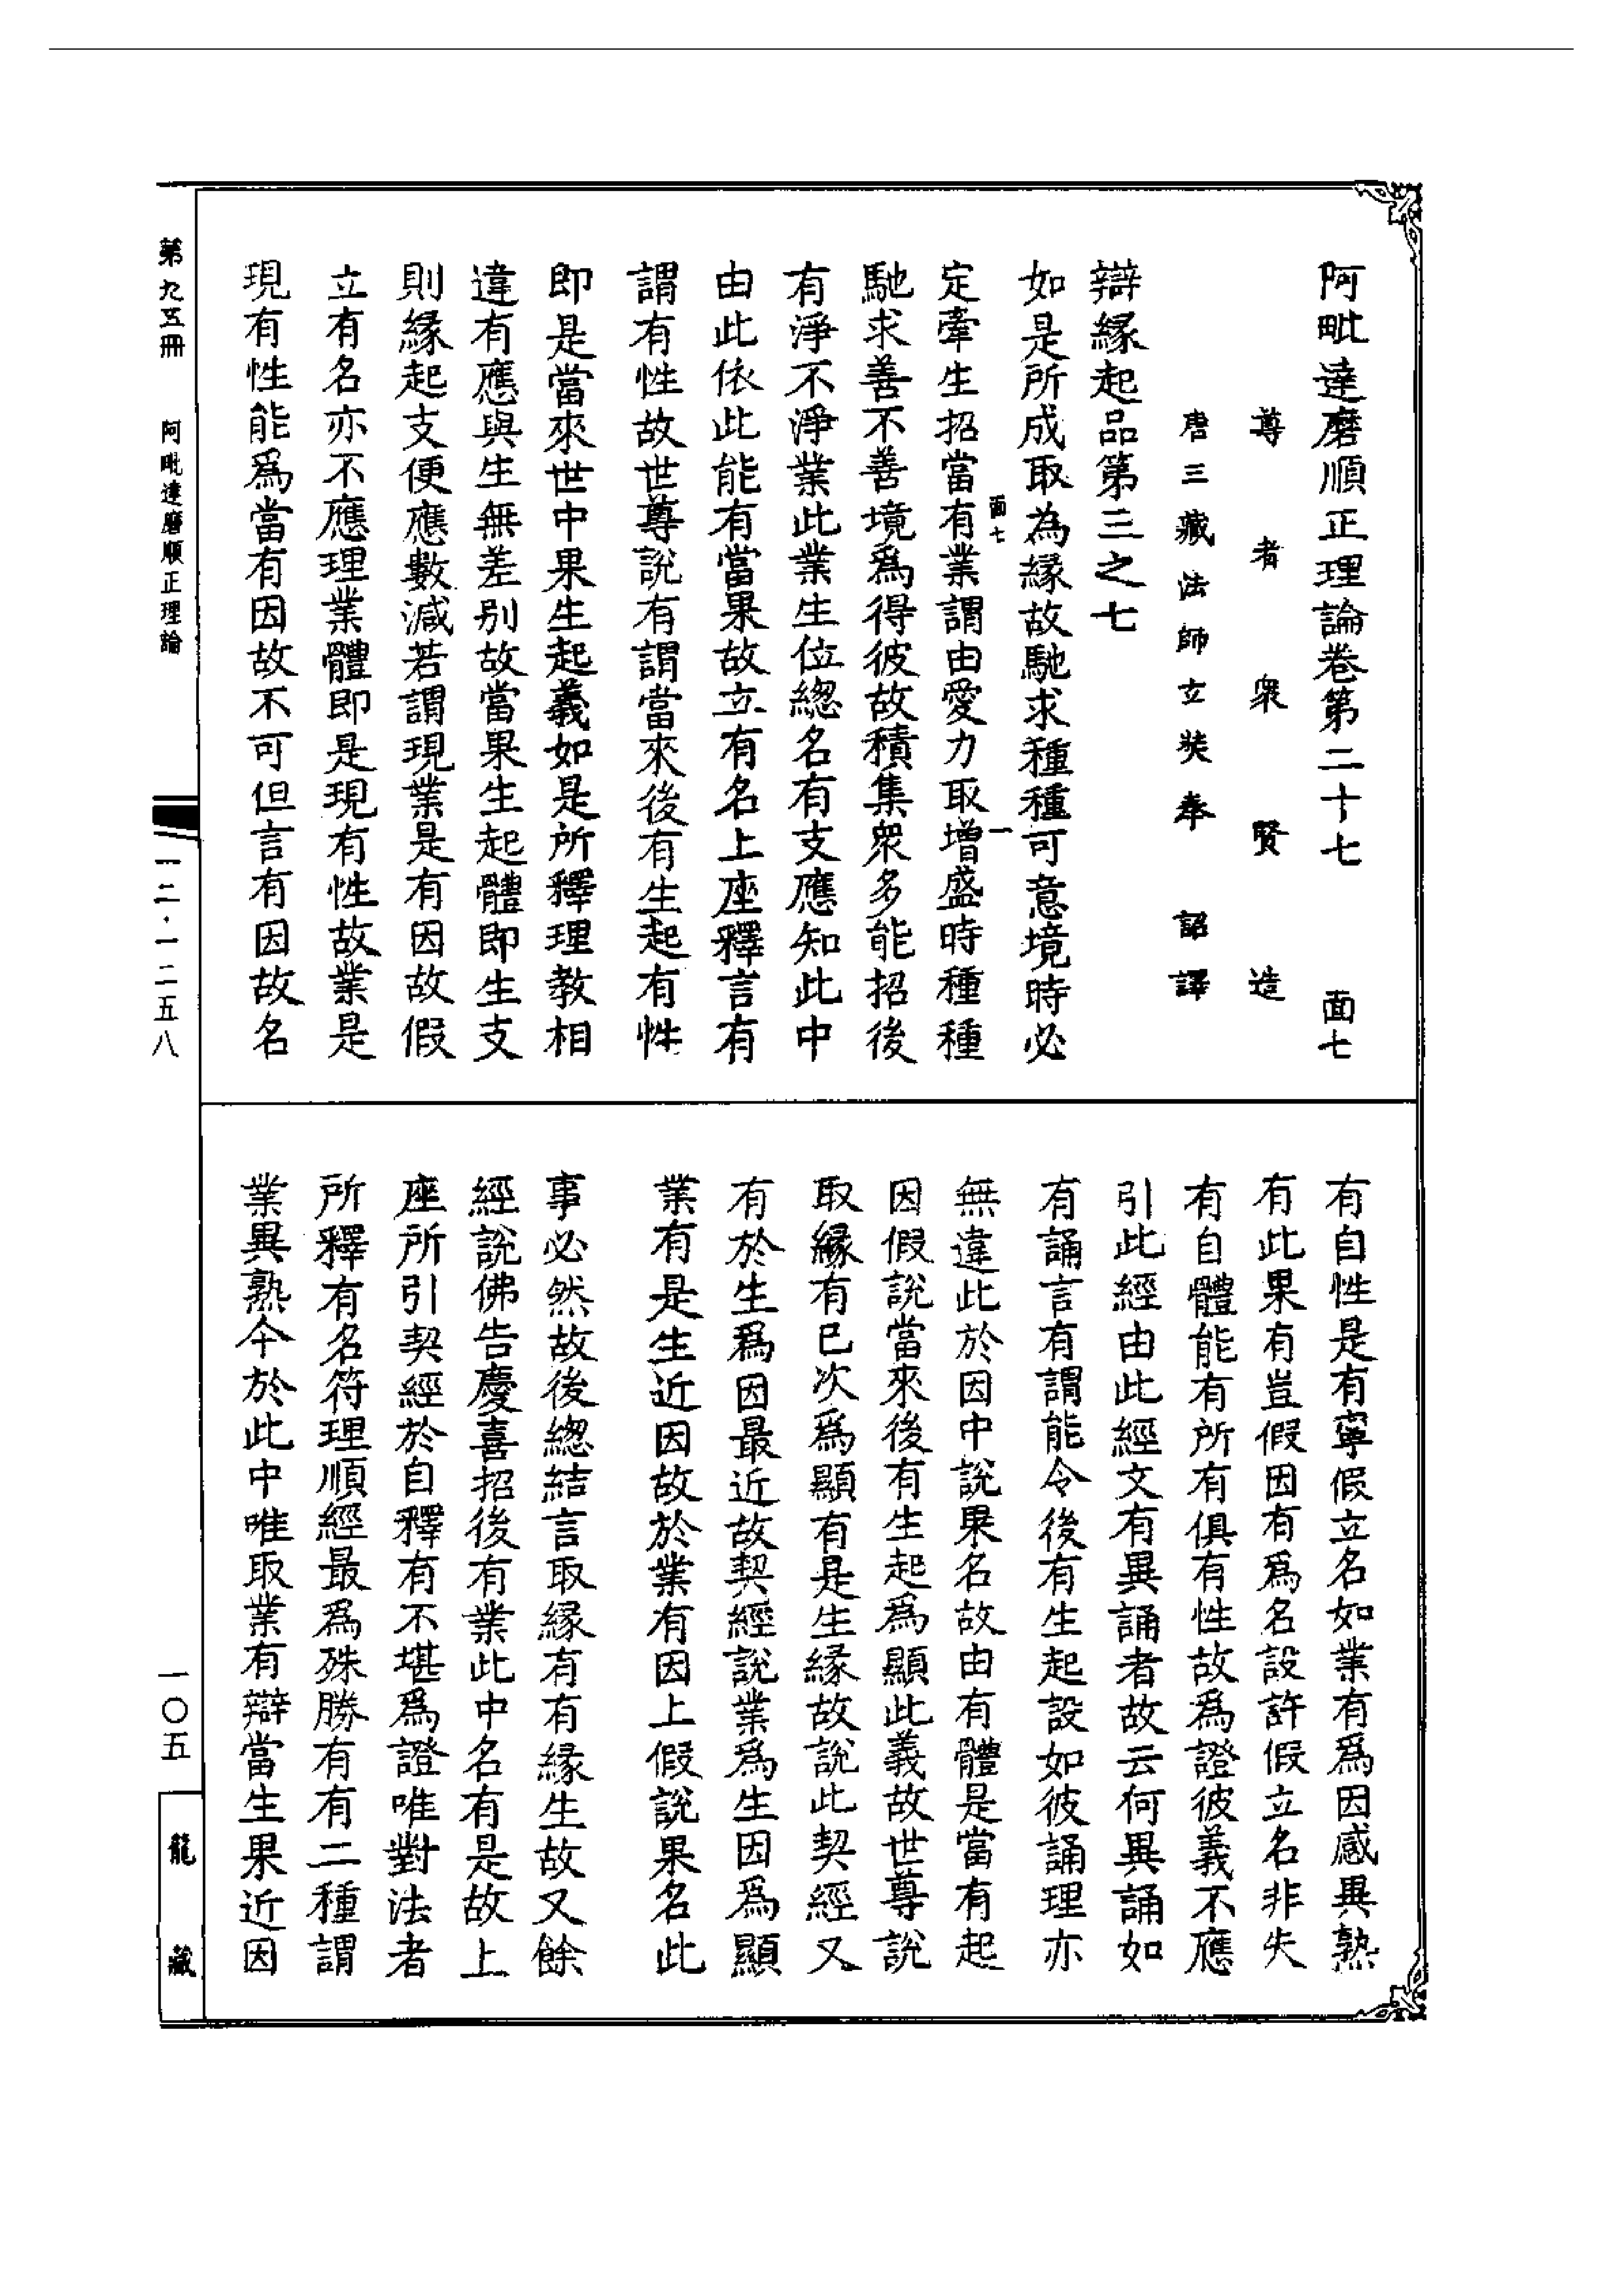 阿毗達磨順正理論卷第二十七　面七
尊者衆賢造
唐三藏法師玄奘奉　詔譯
辯緣起品第三之七
如是所成取為緣故馳求種種可意境時必
定牽生招當有業謂由愛力取增盛時種種
面七　一
馳求善不善境爲得彼故積集衆多能招後
有淨不淨業此業生位緫名有支應知此中
由此依此能有當果故立有名上座釋言有
謂有性故世尊說有謂當來後有生起有性
即是當來世中果生起義如是所釋理教相
違有應與生無差别故當果生起體即生支
則緣起支便應數減若謂現業是有因故假
立有名亦不應理業體即是現有性故業是
現有性能爲當有因故不可但言有因故名
有自性是有寧假立名如業有爲因感異熟
有此果有豈假因有爲名設許假立名非失
有自體能有所有俱有性故爲證彼義不應
引此經由此經文有異誦者故云何異誦如
有誦言有謂能令後有生起設如彼誦理亦
無違此於因中說果名故由有體是當有起
因假說當來後有生起爲顯此義故世尊說
取緣有已次爲顯有是生緣故說此契經又
有於生爲因最近故契經說業爲生因爲顯
業有是生近因故於業有因上假說果名此
事必然故後緫結言取緣有有緣生故又餘
經說佛告慶喜招後有業此中名有是故上
座所引契經於自釋有不堪爲證唯對法者
所釋有名符理順經最爲殊勝有有二種謂
業異熟今於此中唯取業有辯當生果近因
第九五冊　阿毗達磨順正理論
一二·一二五八
一〇五
龍藏